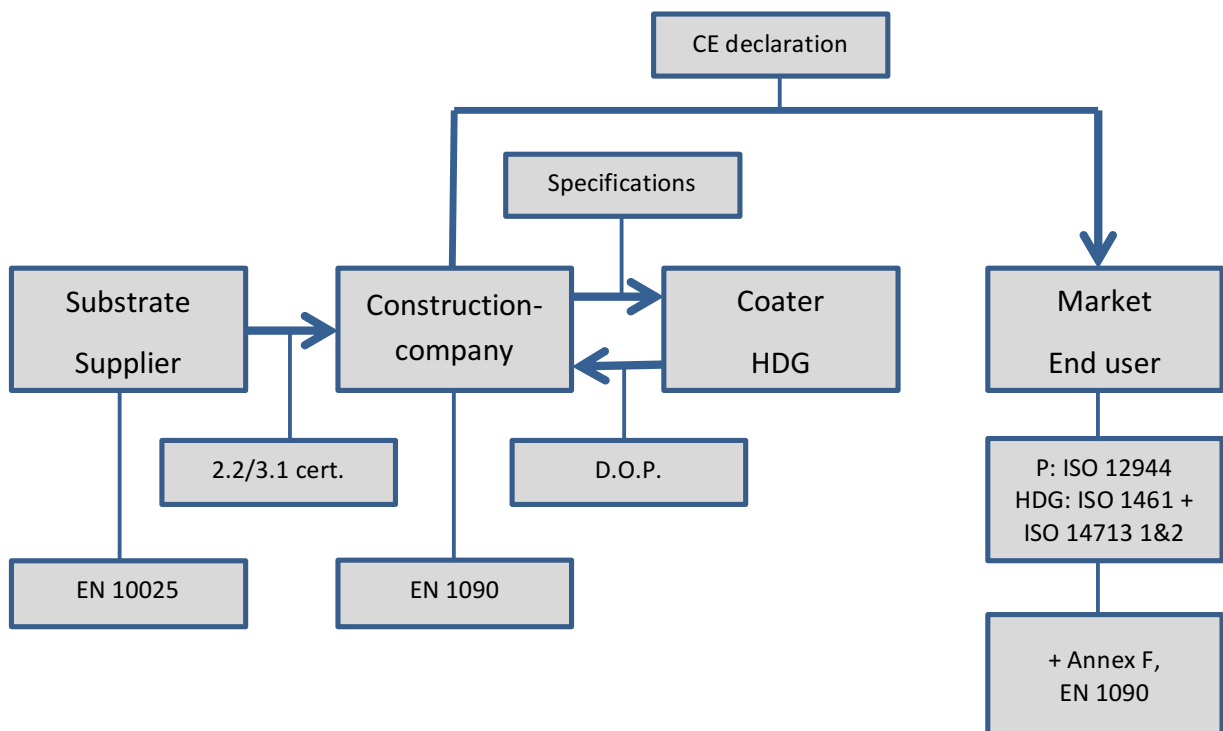 CE declaration
Specifications
Substrate
Supplier
Construction-
company
Coater
HDG
Market
End user
2.2/3.1 cert.
D.O.P.
P: ISO 12944
HDG: ISO 1461 +
ISO 14713 1&2
EN 10025
EN 1090
+ Annex F,
EN 1090